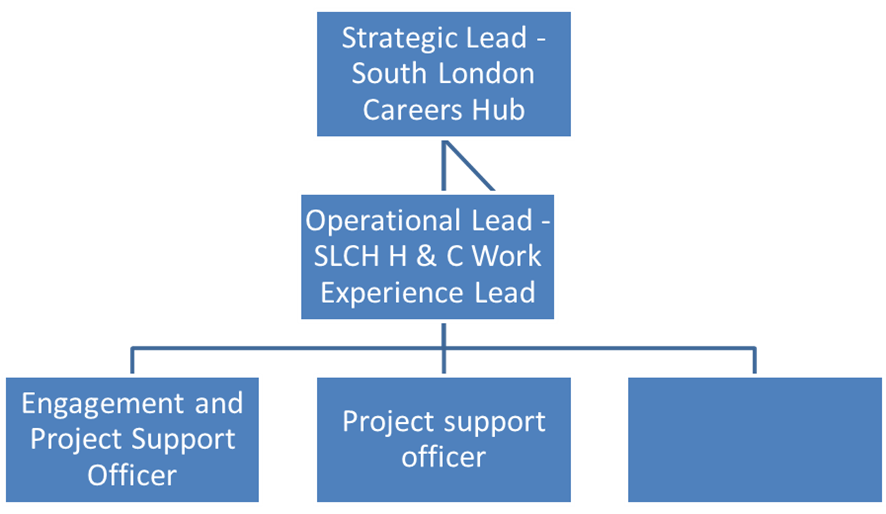 Strategic Lead -
South London
Careers Hub
Operational Lead -
SLCH H & C Work
Experience Lead
Engagement and
Project Support
Officer
Project support
officer